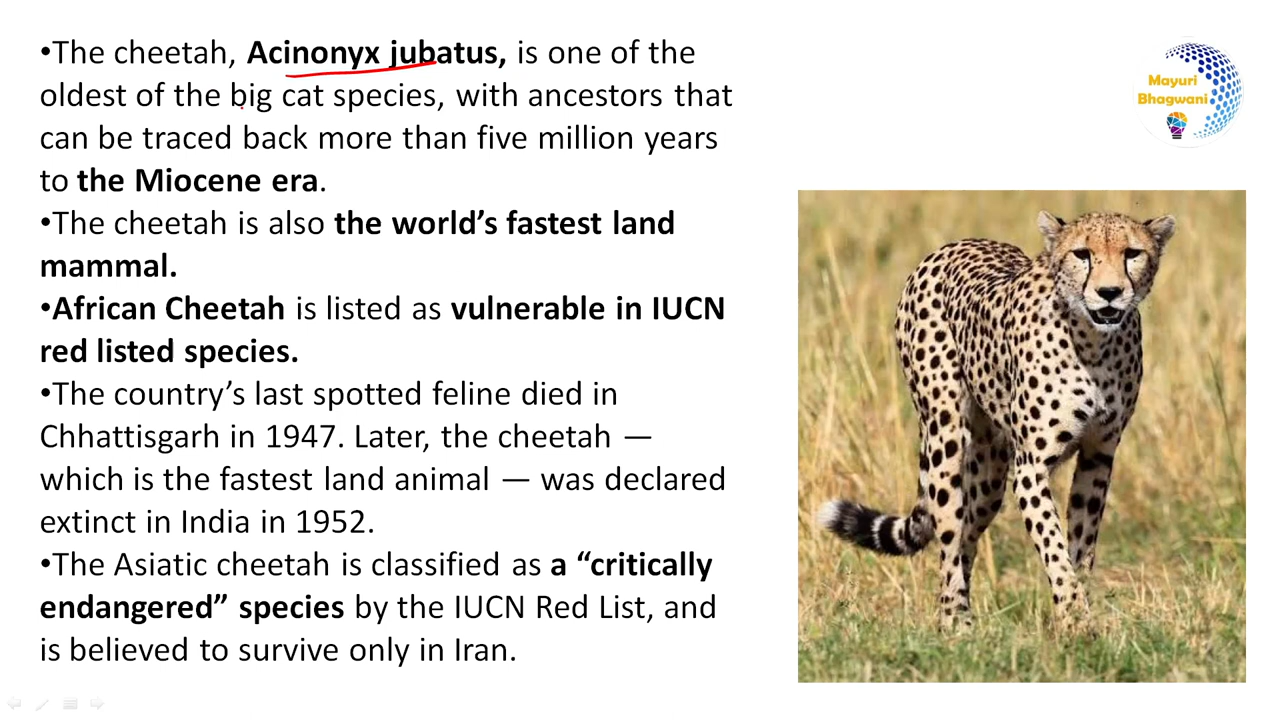 •The cheetah, Acinonyx jubatus, is one of the
oldest of the big cat species, with ancestors that
can be traced back more than five million years
to the Miocene era.
•The cheetah is also the world’s fastest land
mammal.
•African Cheetah is listed as vulnerable in IUCN
red listed species.
•The country’s last spotted feline died in
Chhattisgarh in 1947. Later, the cheetah —
which is the fastest land animal — was declared
extinct in India in 1952.
•The Asiatic cheetah is classified as a “critically
endangered” species by the IUCN Red List, and
is believed to survive only in Iran.
Mayuri
Bhagwani